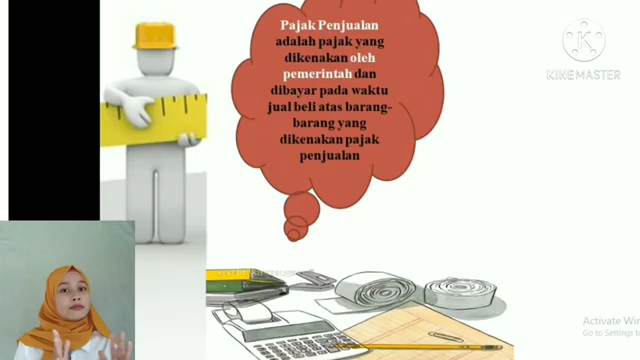 Pajak Penjualan
adalah pajak yang
dikenakan oleh
pemerintah dan
dibayar pada waktu
jual beli atas barang-
barang yang
dikenakan pajak
penjualan
KINEMASTER
Activate Win
Go to Settings t